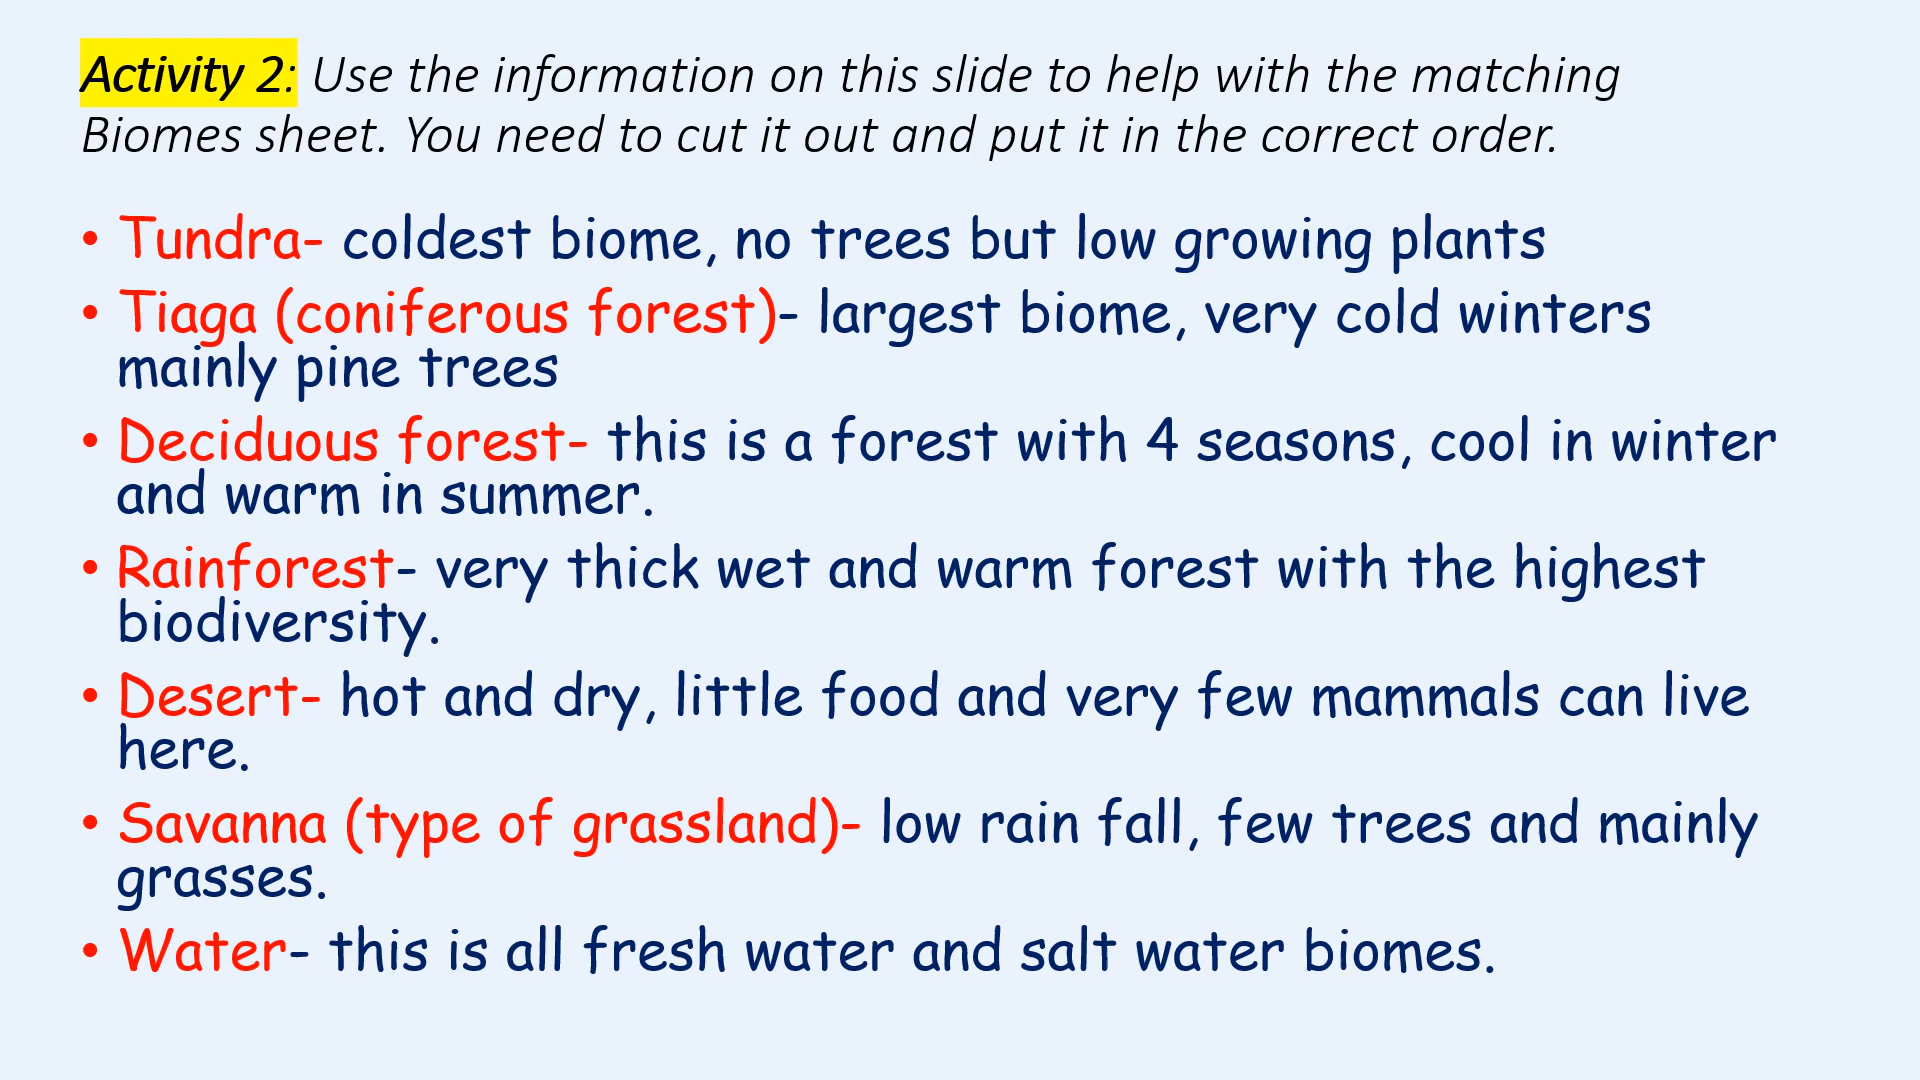 Activity 2: Use the information on this slide to help with the matching
Biomes sheet. You need to cut it out and put it in the correct order.
• Tundra- coldest biome, no trees but low growing plants
• Tiaga (coniferous forest)- largest biome, very cold winters
mainly pine trees
• Deciduous forest- this is a forest with 4 seasons, cool in winter
and warm in summer.
• Rainforest- very thick wet and warm forest with the highest
biodiversity.
• Desert- hot and dry, little food and very few mammals can live
here.
• Savanna (type of grassland)- low rain fall, few trees and mainly
grasses.
• Water- this is all fresh water and salt water biomes.